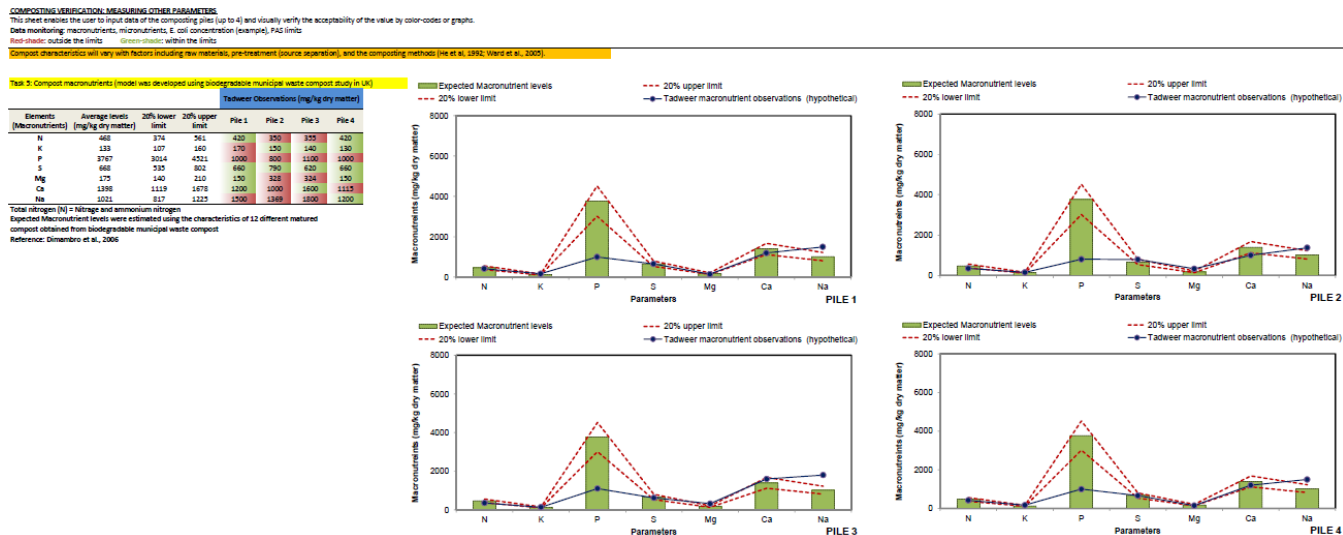 COMPOSTING VERIFICATION: MEASURING OTHER PARAMETERS
This sheet enables the user to input data of the composting piles (up to 4) and visually verify the acceptability of the value by color-codes or graphs.
Data monitoring: macronutrients, micronutrients, E. coli concentration (example), PAS limits
Red-shade: outside the limits Green-shade: within the limits
Compost characteristics will vary with factors including raw materials, pre-treatment (source separation), and the composting methods (He et al, 1992; Ward et al., 2005).
Task 5: Compost macronutrients (model was developed using biodegradable municipal waste compost study in UK)
Tadweer Observations (mg/kg dry matter)
Elements (Macronutrients) Average levels (mg/kg dry matter) 20% lower limit 20% upper limit Pile 1 Pile 2 Pile 3 Pile 4
N 468 374 561 420 350 355 420
K 133 107 160 170 150 140 130
P 3767 3014 4521 1000 800 1100 1000
S 668 535 802 660 790 620 660
Mg 175 140 210 150 328 324 150
Ca 1398 1119 1678 1200 1000 1600 1115
Na 1021 817 1225 1500 1369 1800 1200
Total nitrogen (N) = Nitrage and ammonium nitrogen
Expected Macronutrient levels were estimated using the characteristics of 12 different matured
compost obtained from biodegradable municipal waste compost
Reference: Dimambro et al., 2006
Expected Macronutrient levels 20% upper limit
20% lower limit Tadweer macronutrient observations (hypothetical)
Macronutreints (mg/kg dry matter)
8000
6000
4000
2000
0
N K P S Mg Ca Na
Parameters PILE 1
Expected Macronutrient levels 20% upper limit
20% lower limit Tadweer macronutrient observations (hypothetical)
Macronutreints (mg/kg dry matter)
8000
6000
4000
2000
0
N K P S Mg Ca Na
Parameters PILE 2
Expected Macronutrient levels 20% upper limit
20% lower limit Tadweer macronutrient observations (hypothetical)
Macronutreints (mg/kg dry matter)
8000
6000
4000
2000
0
N K P S Mg Ca Na
Parameters PILE 3
Expected Macronutrient levels 20% upper limit
20% lower limit Tadweer macronutrient observations (hypothetical)
Macronutreints (mg/kg dry matter)
8000
6000
4000
2000
0
N K P S Mg Ca Na
Parameters PILE 4